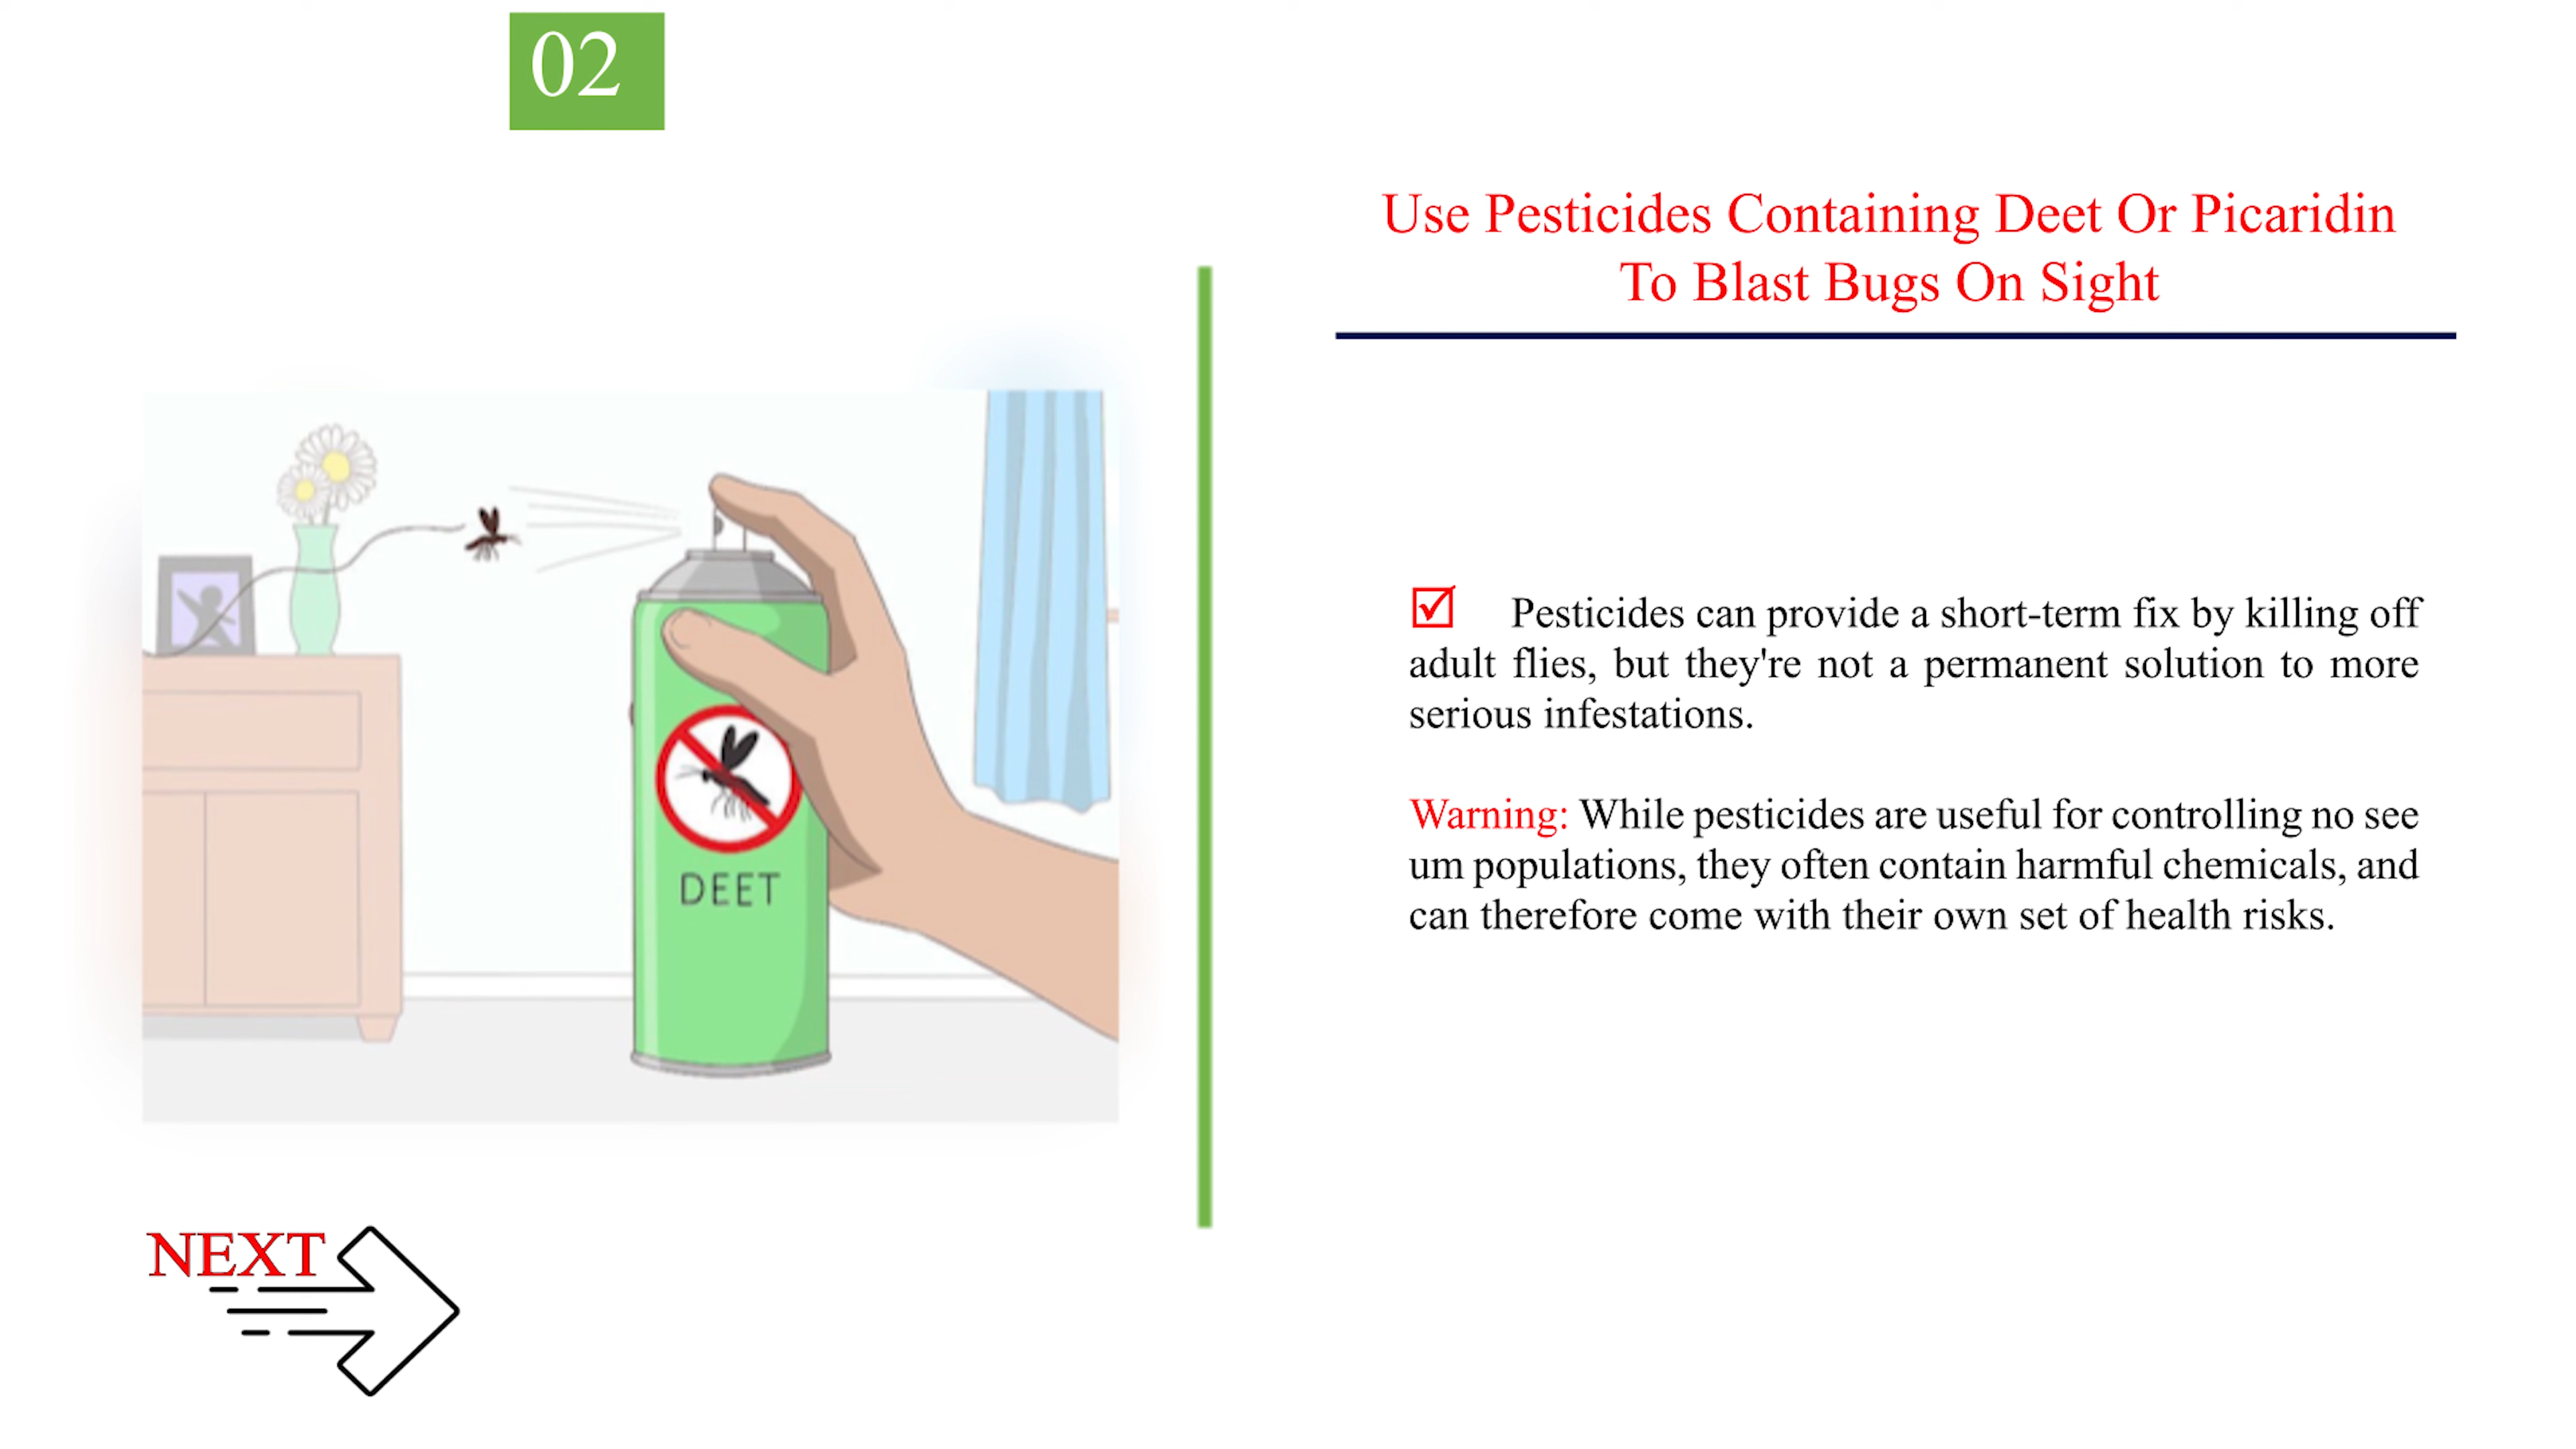 02
Use Pesticides Containing Deet Or Picaridin
To Blast Bugs On Sight
DEET
☑ Pesticides can provide a short-term fix by killing off
adult flies, but they're not a permanent solution to more
serious infestations.
Warning: While pesticides are useful for controlling no see
um populations, they often contain harmful chemicals, and
can therefore come with their own set of health risks.
NEXT